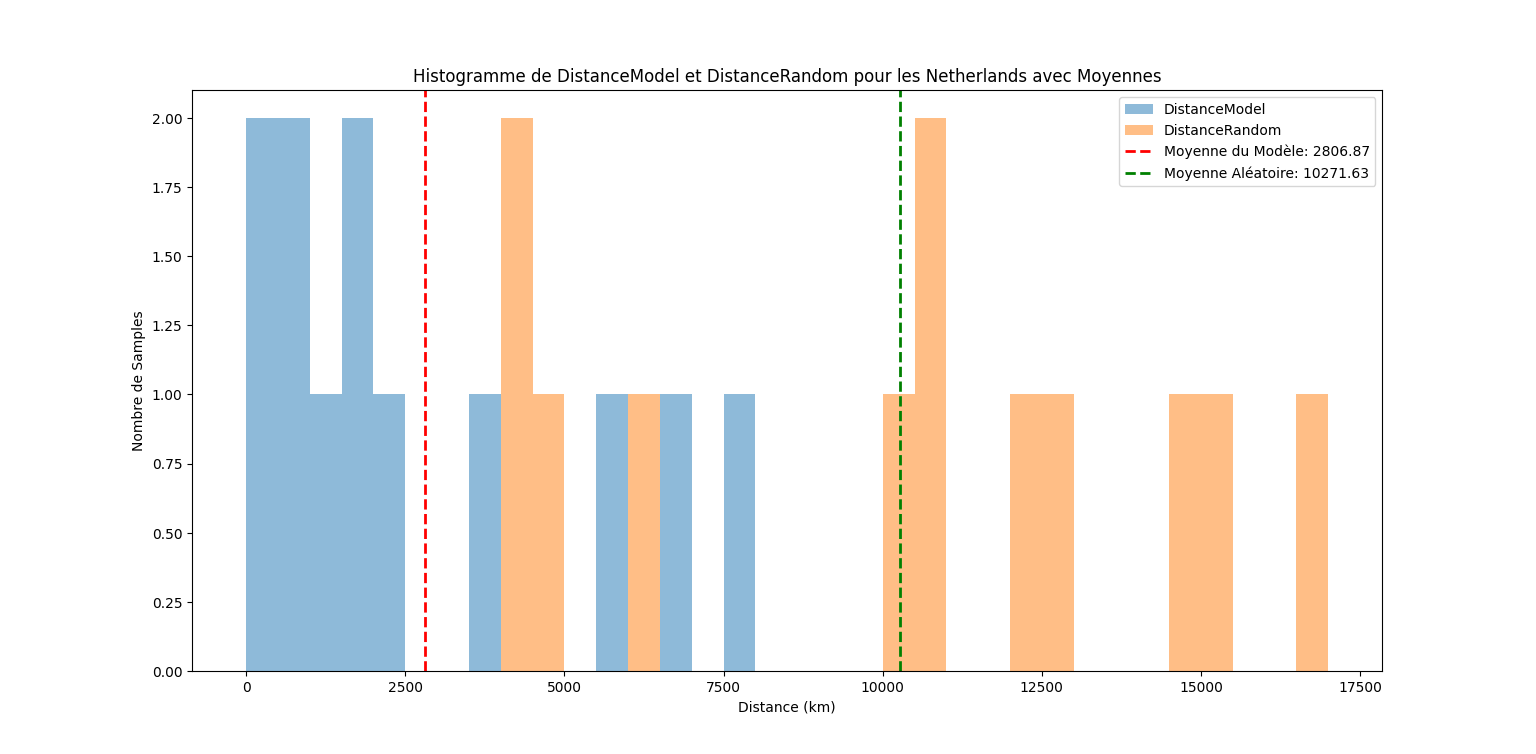 Histogramme de DistanceModel et DistanceRandom pour les Netherlands avec Moyennes
DistanceModel
DistanceRandom
Moyenne du Modèle: 2806.87
Moyenne Aléatoire: 10271.63
2.00
1.75
1.50
1.25
1.00
0.75
0.50
0.25
0.00
Nombre de Samples
0
2500
5000
7500
10000
12500
15000
17500
Distance (km)